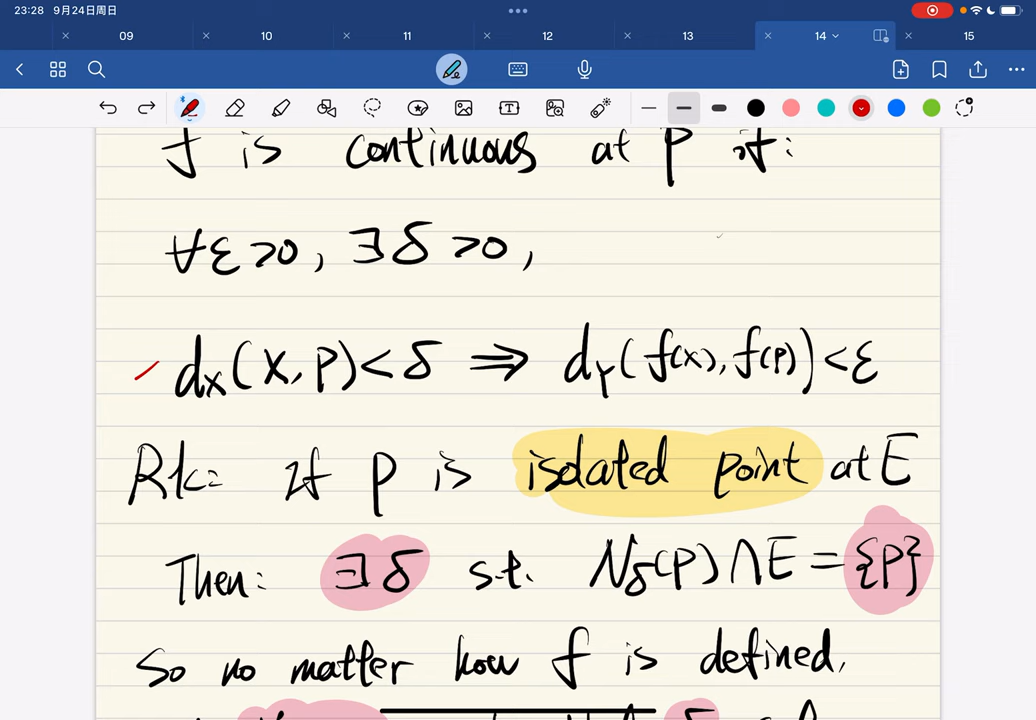 23:28 9月24日周日
09 10 11 12 13 14 15
T
f is continuous at p if:
∀ε>0, ∃δ>0,
dx(x,p)<δ ⇒ dY(f(x),f(p))<ε
Rk: If p is isolated point at E
Then: ∃δ s.t. Nδ(p)∩E={p}
So no matter how f is defined,